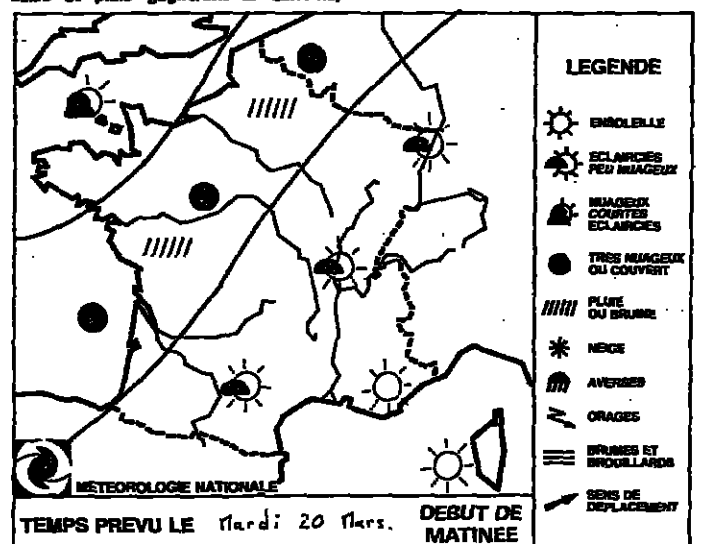 LEGENDE
ENSOLEILLE
ECLAIRCIES
PEU NUAGEUX
NUAGEUX
COURTES
ECLAIRCIES
TRES NUAGEUX
OU COUVERT
PLUIE
OU BRUINE
NEIGE
AVERSES
ORAGES
BRUMES ET
BROUILLARDS
SENS DE
DEPLACEMENT
METEOROLOGIE NATIONALE
TEMPS PREVU LE Mardi 20 Mars.
DEBUT DE
MATINEE